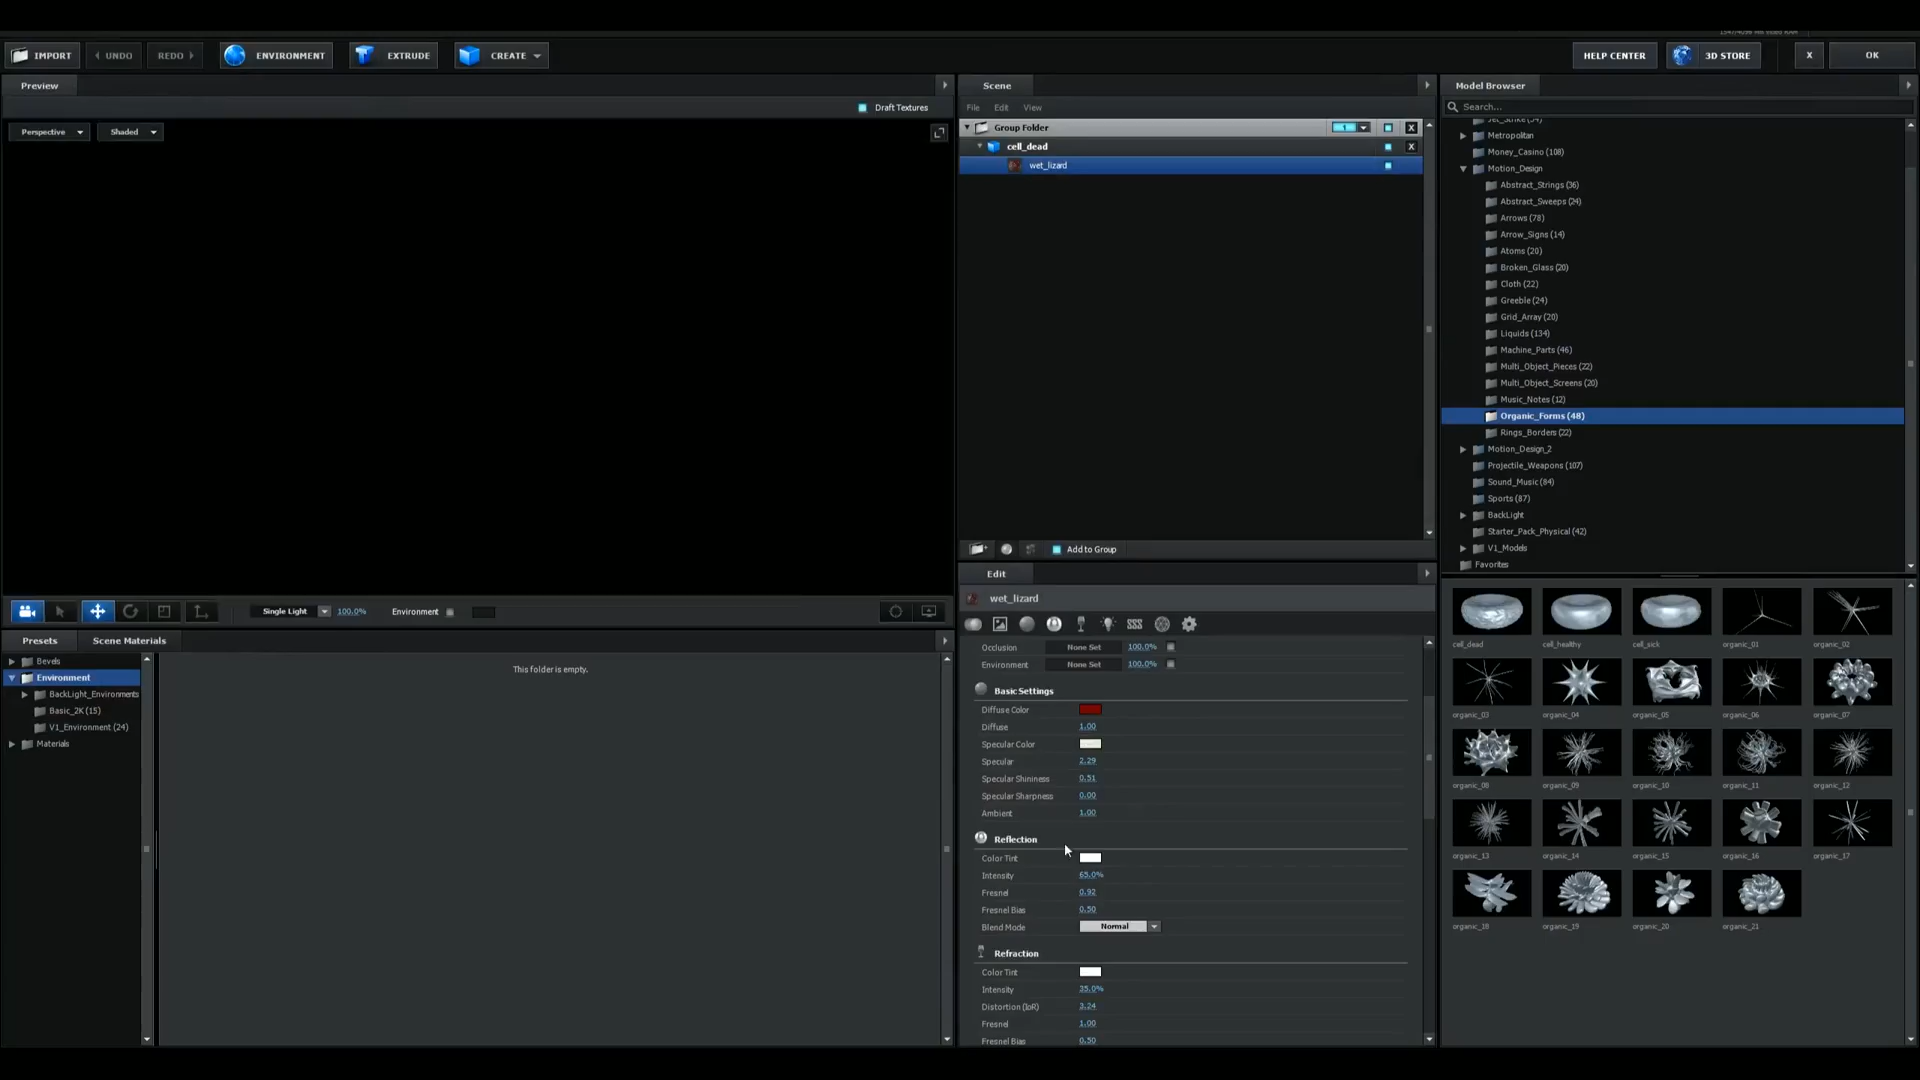 IMPORT
UNDO
REDO
ENVIRONMENT
EXTRUDE
CREATE
HELP CENTER
3D STORE
X
OK
Preview
Draft Textures
Perspective
Shaded
Single Light
100.0%
Environment
Presets
Scene Materials
Bevels
Environment
BackLight_Environments
Basic_2K (15)
V1_Environment (24)
Materials
This folder is empty.
Scene
File Edit View
Group Folder
1
X
cell_dead
X
wet_lizard
Add to Group
Edit
wet_lizard
Occlusion None Set 100.0%
Environment None Set 100.0%
Basic Settings
Diffuse Color
Diffuse 1.00
Specular Color
Specular 2.29
Specular Shininess 0.51
Specular Sharpness 0.00
Ambient 1.00
Reflection
Color Tint
Intensity 65.0%
Fresnel 0.92
Fresnel Bias 0.50
Blend Mode Normal
Refraction
Color Tint
Intensity 35.0%
Distortion (IoR) 3.24
Fresnel 1.00
Fresnel Bias 0.50
Model Browser
Search...
Jet_Strike (54)
Metropolitan
Money_Casino (108)
Motion_Design
Abstract_Strings (36)
Abstract_Sweeps (24)
Arrows (78)
Arrow_Signs (14)
Atoms (20)
Broken_Glass (20)
Cloth (22)
Greeble (24)
Grid_Array (20)
Liquids (134)
Machine_Parts (46)
Multi_Object_Pieces (22)
Multi_Object_Screens (20)
Music_Notes (12)
Organic_Forms (48)
Rings_Borders (22)
Motion_Design_2
Projectile_Weapons (107)
Sound_Music (84)
Sports (87)
BackLight
Starter_Pack_Physical (42)
V1_Models
Favorites
cell_dead cell_healthy cell_sick organic_01 organic_02
organic_03 organic_04 organic_05 organic_06 organic_07
organic_08 organic_09 organic_10 organic_11 organic_12
organic_13 organic_14 organic_15 organic_16 organic_17
organic_18 organic_19 organic_20 organic_21